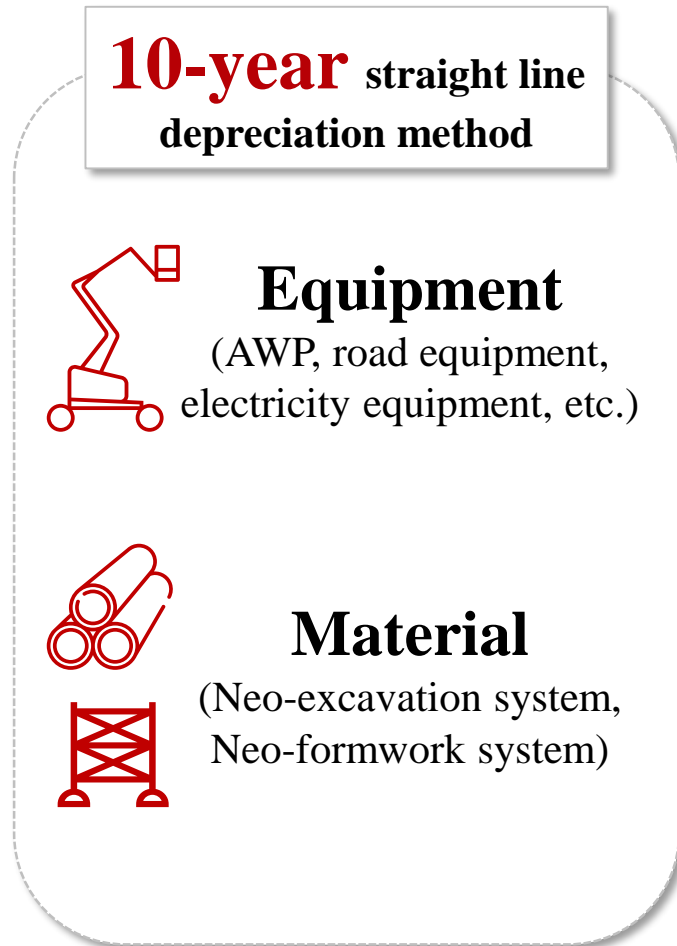 10-year straight line
depreciation method
Equipment
(AWP, road equipment,
electricity equipment, etc.)
Material
(Neo-excavation system,
Neo-formwork system)